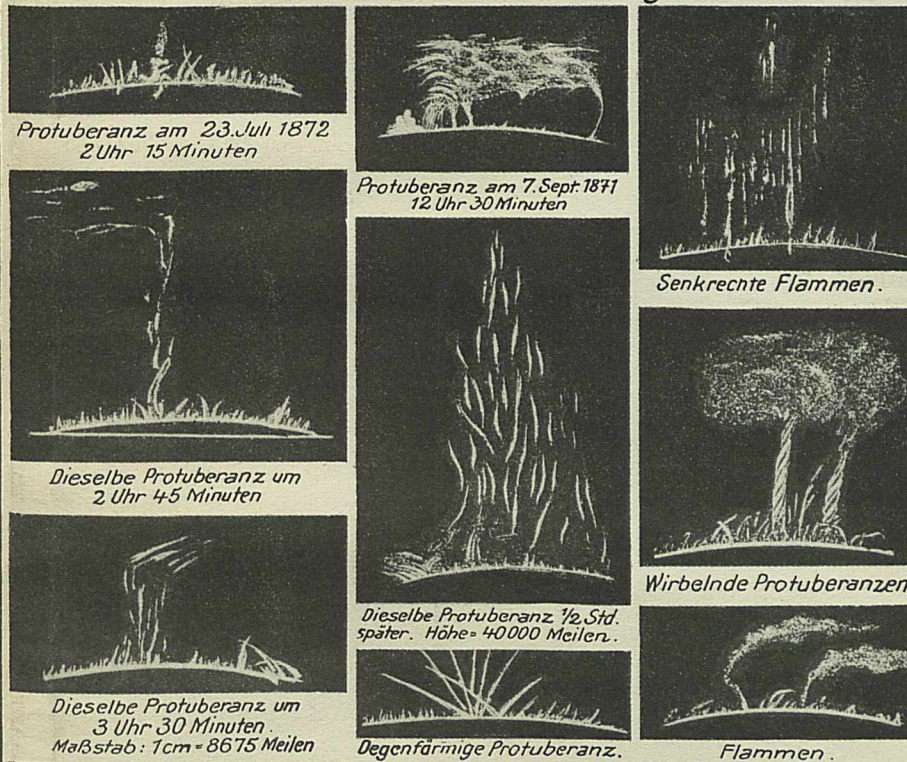 Protuberanz am 23. Juli 1872
2 Uhr 15 Minuten
Dieselbe Protuberanz um
2 Uhr 45 Minuten
Dieselbe Protuberanz um
3 Uhr 30 Minuten.
Maßstab: 1cm = 8675 Meilen
Protuberanz am 7. Sept. 1871
12 Uhr 30 Minuten
Dieselbe Protuberanz ½ Std.
später. Höhe = 40000 Meilen.
Degenförmige Protuberanz.
Senkrechte Flammen.
Wirbelnde Protuberanzen
Flammen.